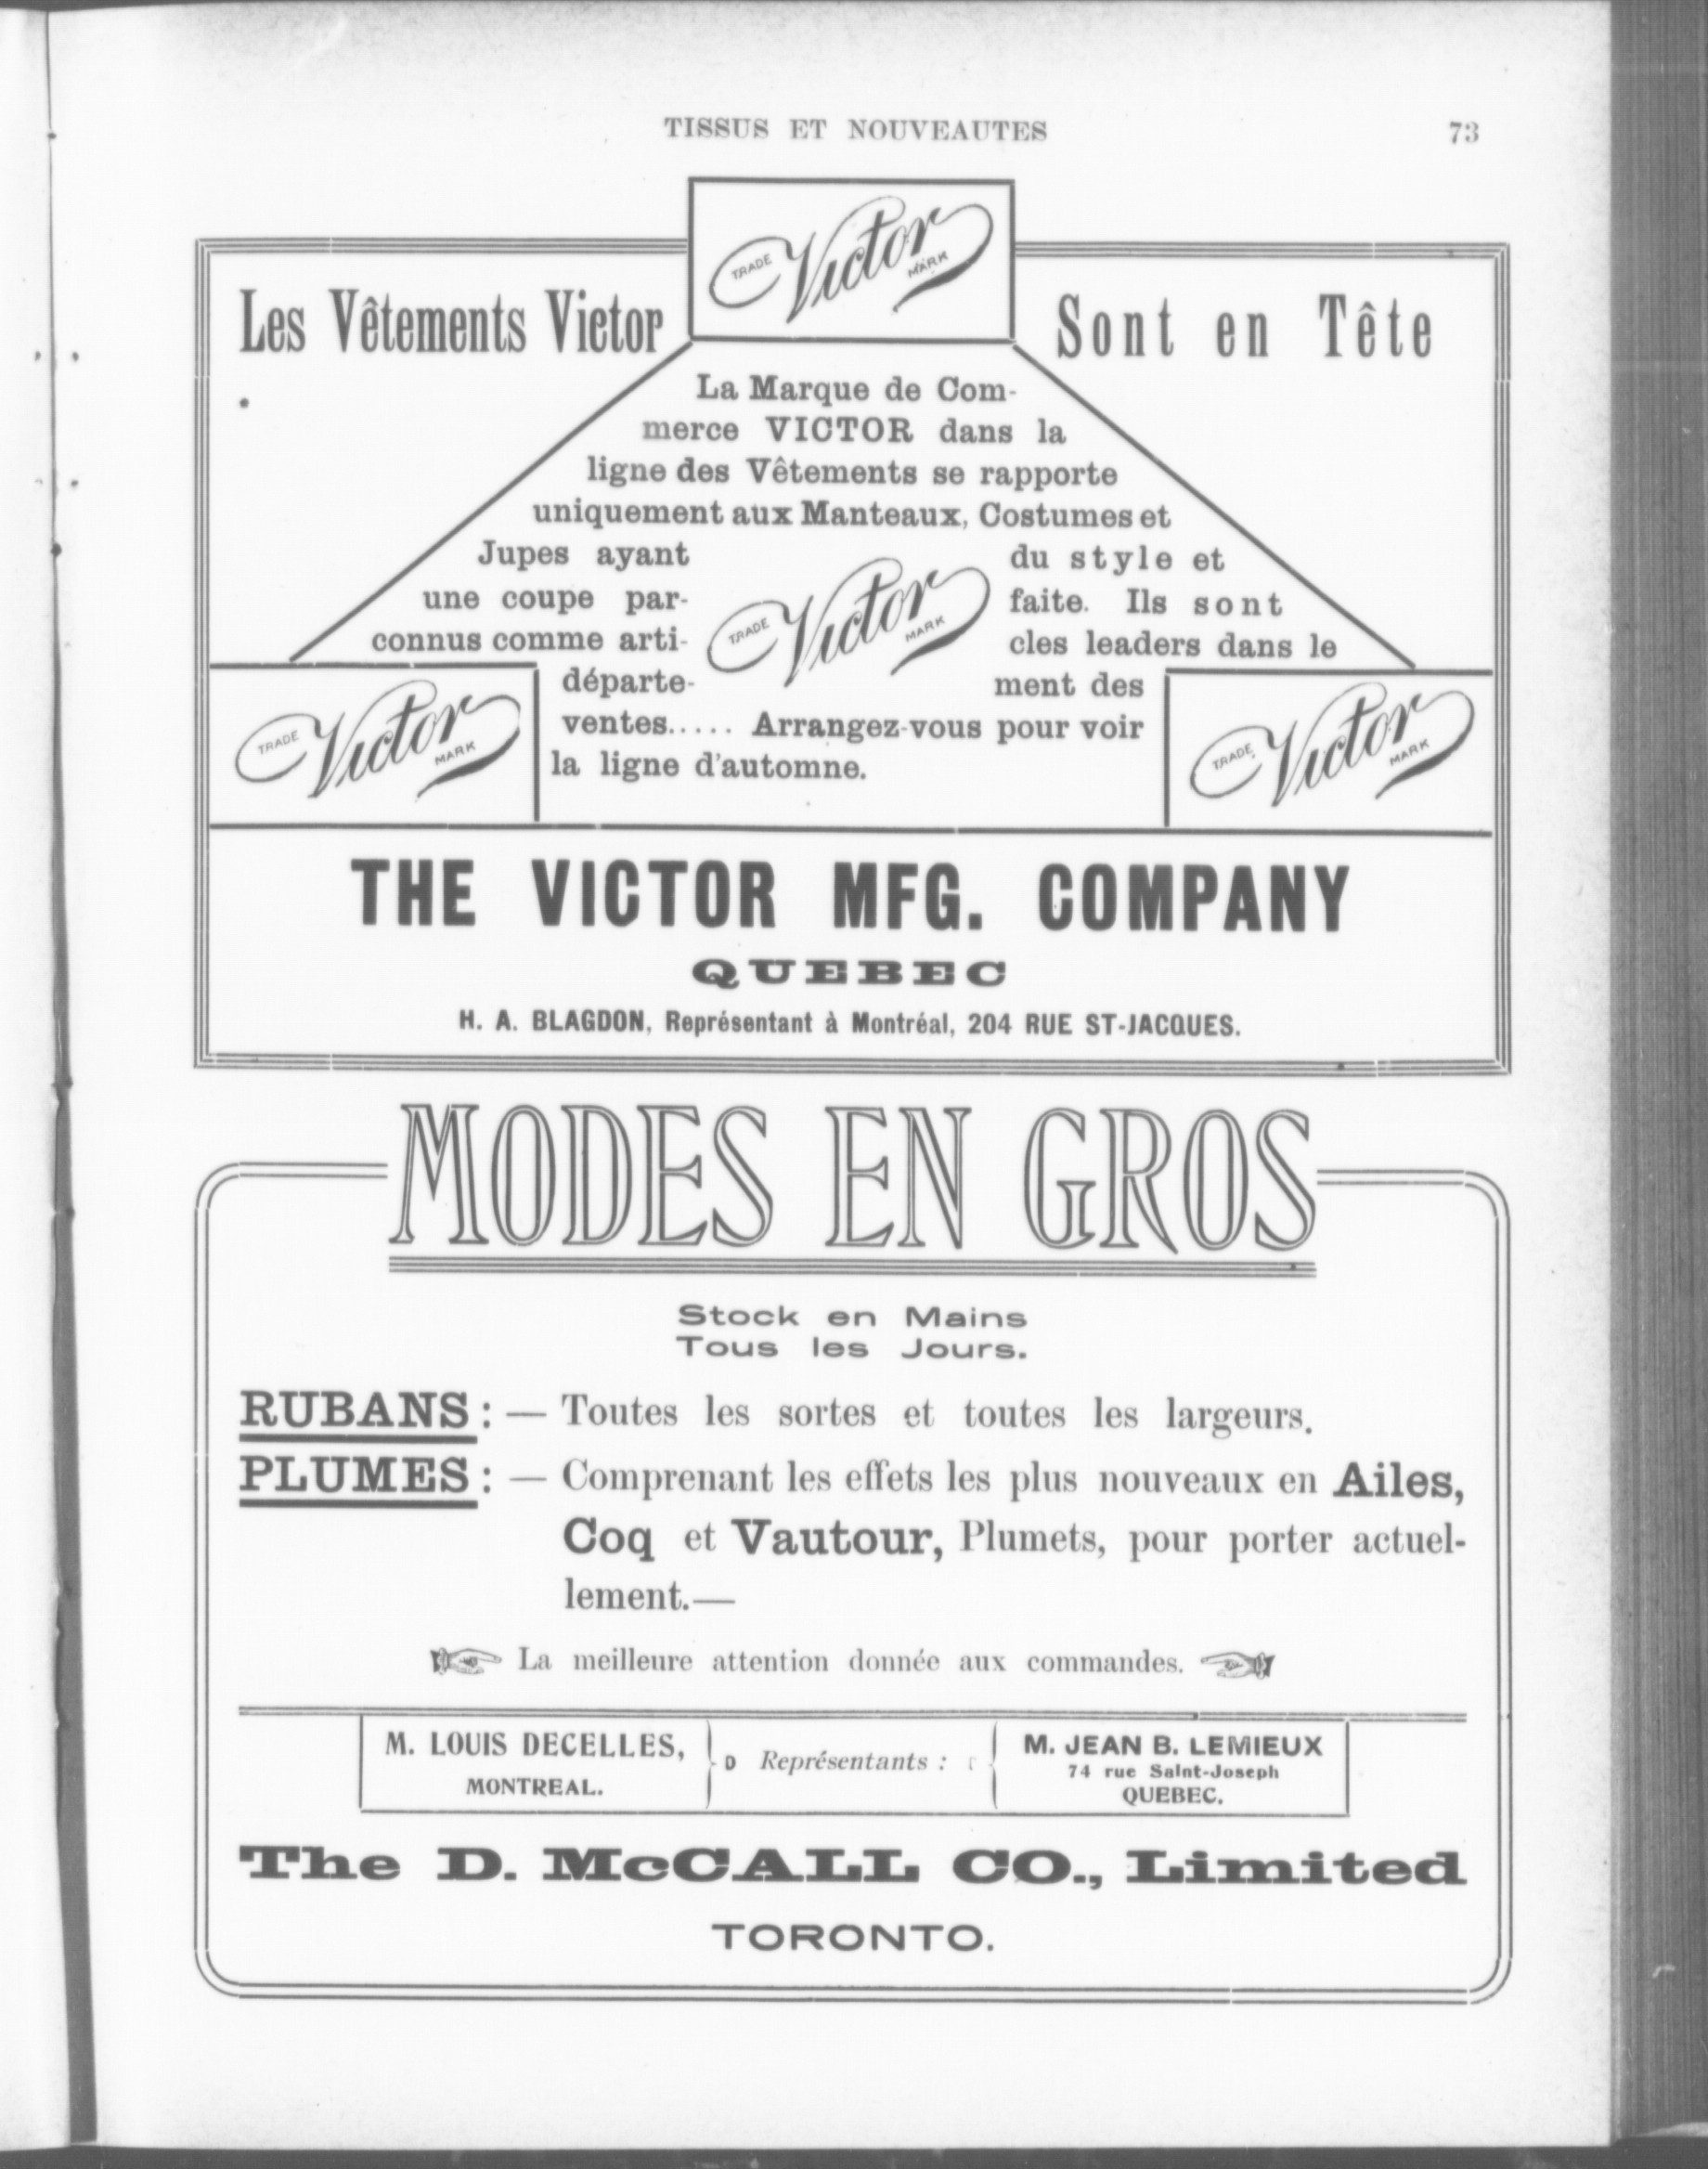 TISSUS ET NOUVEAUTES 73
TRADE Victor MARK
Les Vêtements Victor Sont en Tête
La Marque de Com-
merce VICTOR dans la
ligne des Vêtements se rapporte
uniquement aux Manteaux, Costumes et
Jupes ayant du style et
une coupe par- faite. Ils sont
TRADE Victor MARK
connus comme arti- cles leaders dans le
départe- ment des
TRADE Victor MARK
TRADE Victor MARK
ventes..... Arrangez-vous pour voir
la ligne d'automne.
THE VICTOR MFG. COMPANY
QUEBEC
H. A. BLAGDON, Représentant à Montréal, 204 RUE ST-JACQUES.
MODES EN GROS
Stock en Mains
Tous les Jours.
RUBANS : — Toutes les sortes et toutes les largeurs.
PLUMES : — Comprenant les effets les plus nouveaux en Ailes,
Coq et Vautour, Plumets, pour porter actuel-
lement.—
La meilleure attention donnée aux commandes.
M. LOUIS DECELLES,
MONTREAL.
Représentants :
M. JEAN B. LEMIEUX
74 rue Saint-Joseph
QUEBEC.
The D. McCALL CO., Limited
TORONTO.